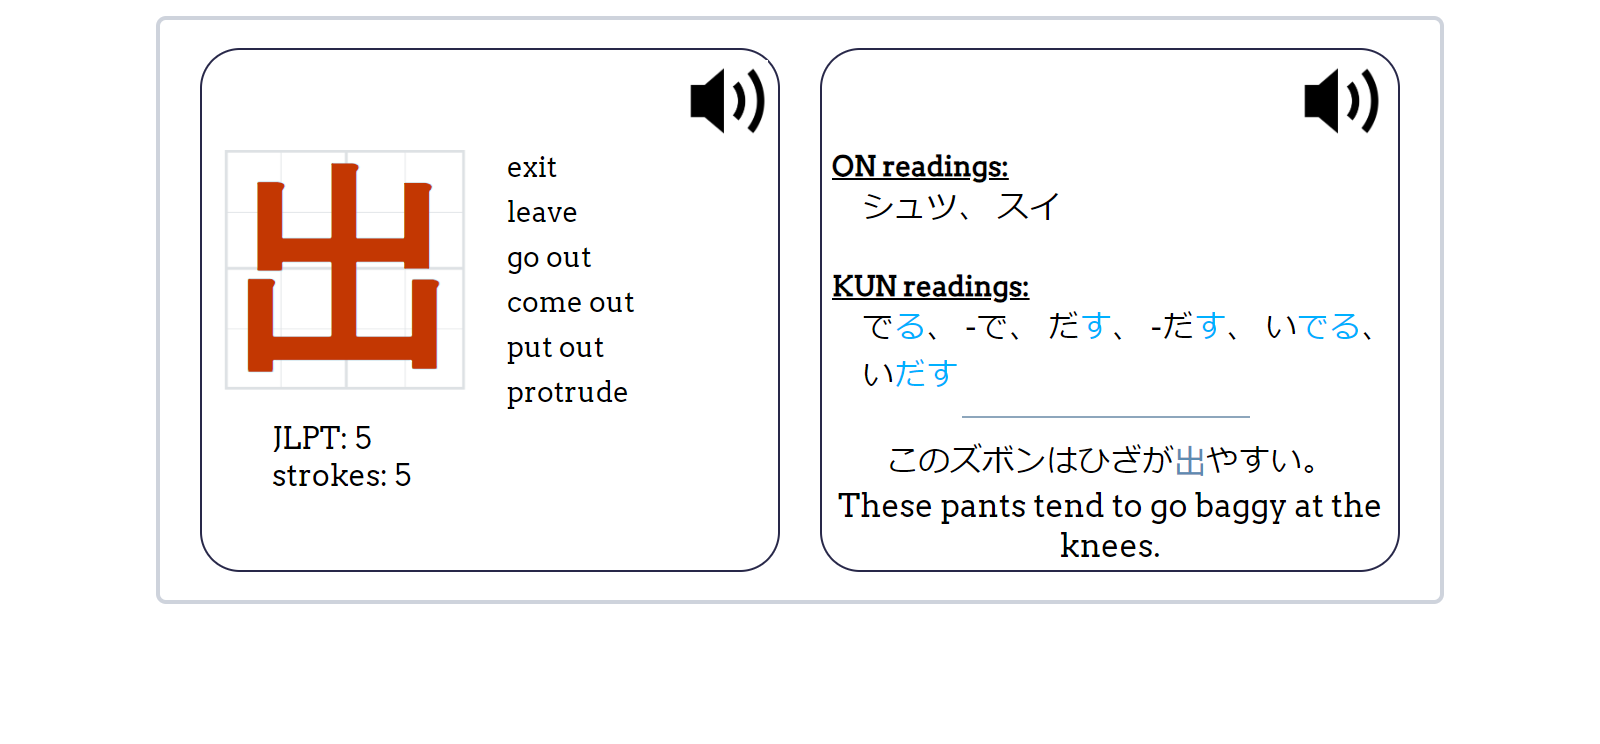 出
exit
leave
go out
come out
put out
protrude
JLPT: 5
strokes: 5
ON readings:
シュツ、 スイ
KUN readings:
でる、 -で、 だす、 -だす、 いでる、
いだす
このズボンはひざが出やすい。
These pants tend to go baggy at the
knees.